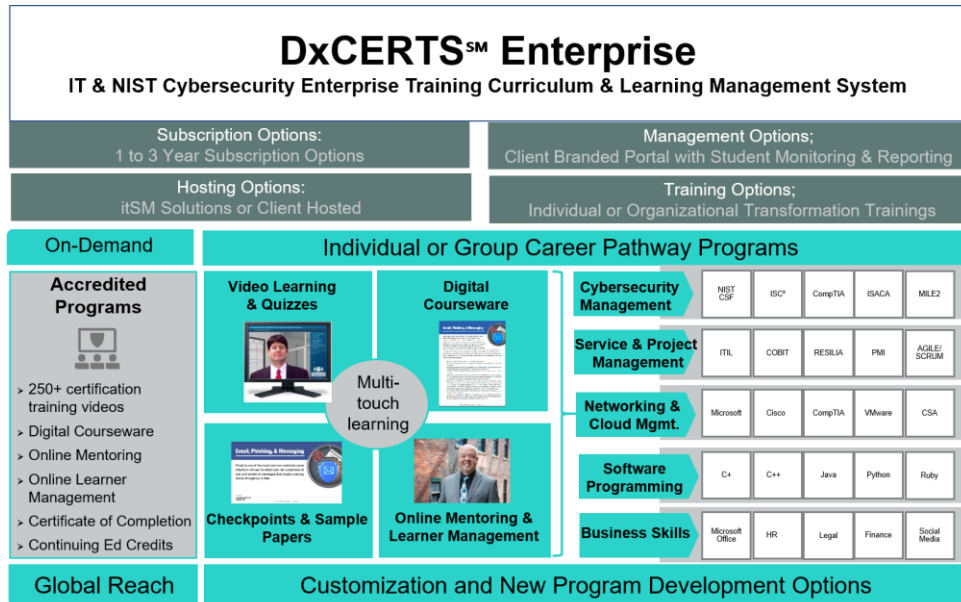 DxCERTS℠ Enterprise
IT & NIST Cybersecurity Enterprise Training Curriculum & Learning Management System
Subscription Options:
1 to 3 Year Subscription Options
Management Options;
Client Branded Portal with Student Monitoring & Reporting
Hosting Options:
itSM Solutions or Client Hosted
Training Options;
Individual or Organizational Transformation Trainings
On-Demand
Individual or Group Career Pathway Programs
Accredited
Programs
➢ 250+ certification
training videos
➢ Digital Courseware
➢ Online Mentoring
➢ Online Learner
Management
➢ Certificate of Completion
➢ Continuing Ed Credits
Video Learning
& Quizzes
Digital
Courseware
Email, Phishing, & Messaging
Multi-
touch
learning
Email, Phishing, & Messaging
Checkpoints & Sample
Papers
Online Mentoring &
Learner Management
Cybersecurity
Management
NIST
CSF
ISC²
CompTIA
ISACA
MILE2
Service & Project
Management
ITIL
COBIT
RESILIA
PMI
AGILE/
SCRUM
Networking &
Cloud Mgmt.
Microsoft
Cisco
CompTIA
VMware
CSA
Software
Programming
C+
C++
Java
Python
Ruby
Business Skills
Microsoft
Office
HR
Legal
Finance
Social
Media
Global Reach
Customization and New Program Development Options